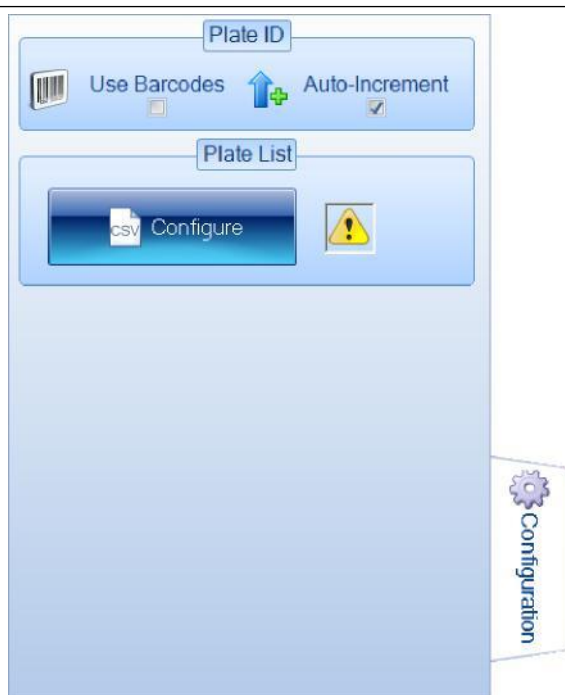 Plate ID
Use Barcodes Auto-Increment
Plate List
CSV Configure
Configuration